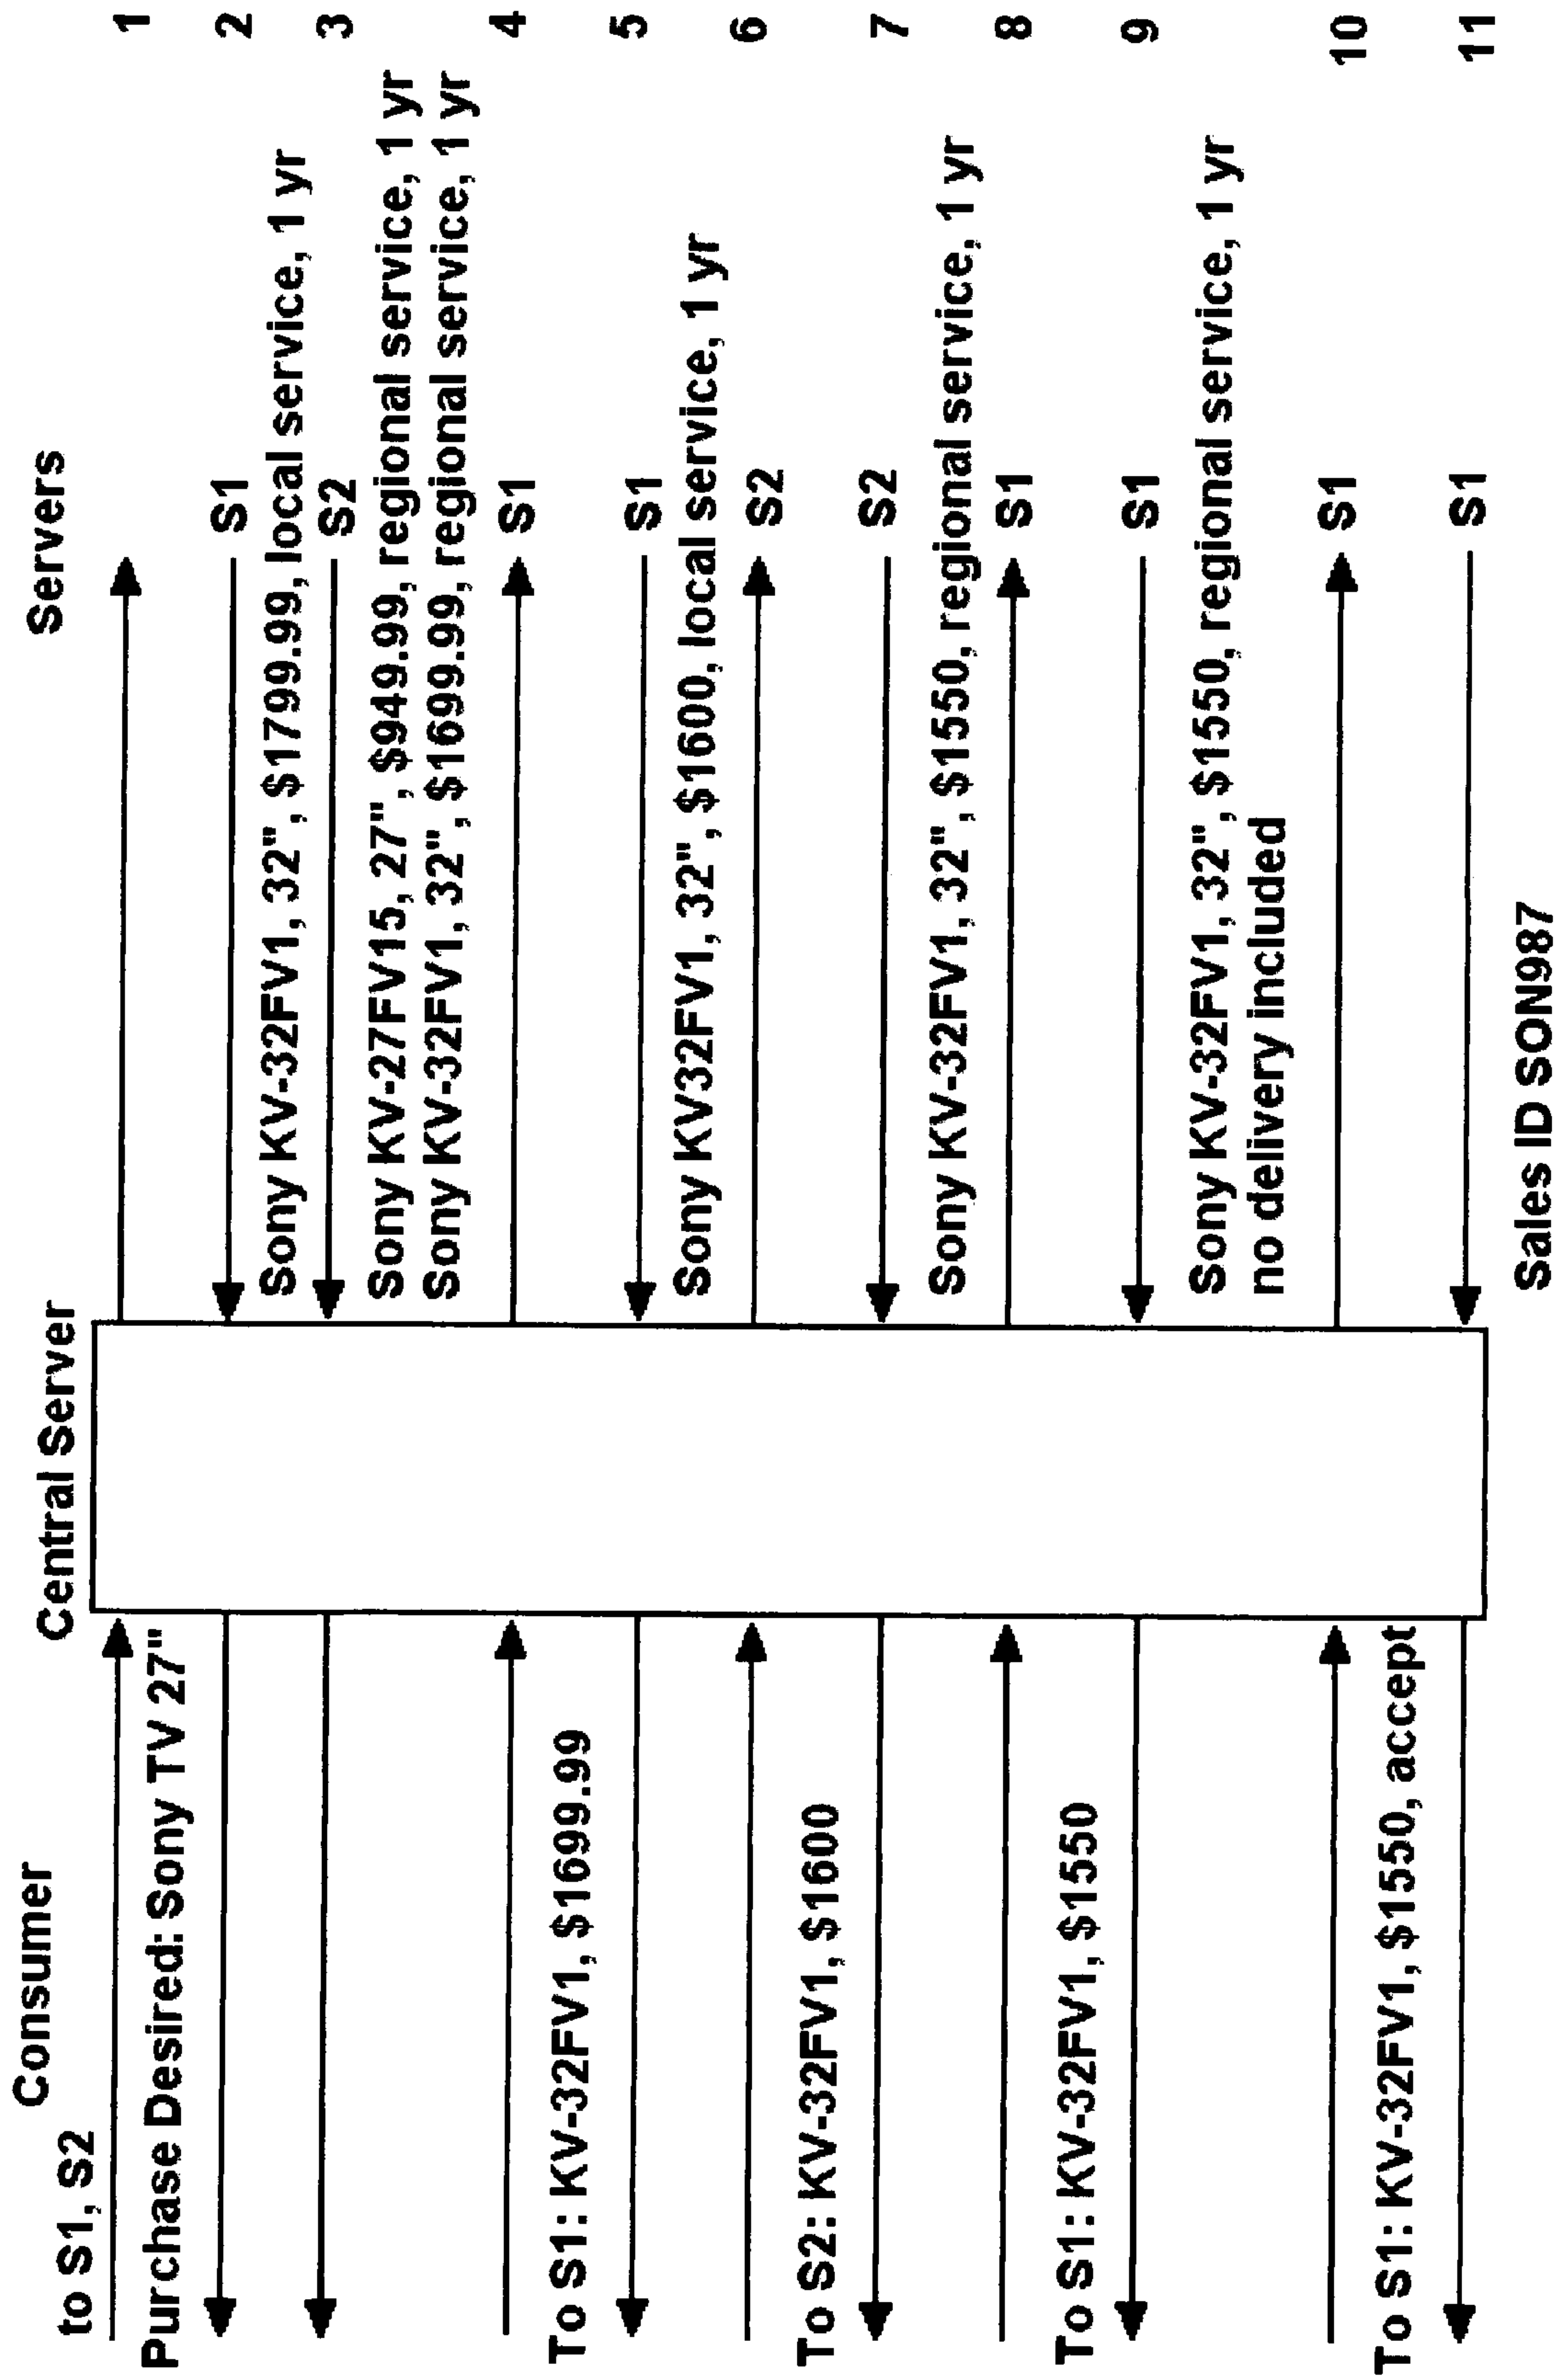 Consumer
Central Server
Servers
to S1, S2
1
Purchase Desired: Sony TV 27"
S1
2
Sony KV-32FV1, 32", $1799.99, local service, 1 yr
S2
3
Sony KV-27FV15, 27", $949.99, regional service, 1 yr
Sony KV-32FV1, 32", $1699.99, regional service, 1 yr
S1
4
To S1: KV-32FV1, $1699.99
S1
5
Sony KV32FV1, 32", $1600, local service, 1 yr
S2
6
To S2: KV-32FV1, $1600
S2
7
Sony KV-32FV1, 32", $1550, regional service, 1 yr
S1
8
To S1: KV-32FV1, $1550
S1
9
Sony KV-32FV1, 32", $1550, regional service, 1 yr
no delivery included
S1
10
To S1: KV-32FV1, $1550, accept
S1
11
Sales ID SON987